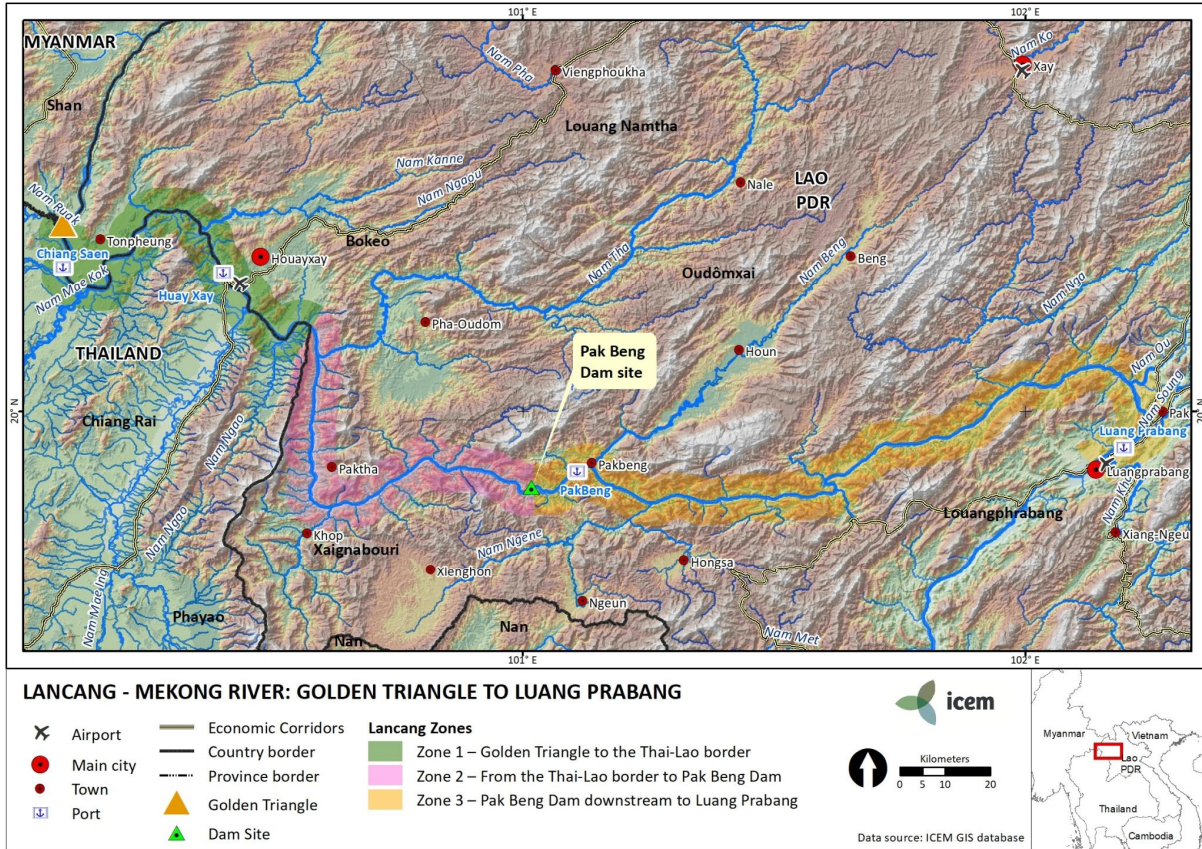 101° E
102° E
MYANMAR
Nam Ko
Xay
Nam Pha
Viengphoukha
Shan
Louang Namtha
Nam Kanne
Nam Ngaou
Nale
LAO
PDR
Nam Ruak
Tonpheung
Bokeo
Chiang Saen
Houayxay
Nam Tha
Oudômxai
Nam Beng
Beng
Nam Nga
Nam Mae Kok
Huay Xay
Pha-Oudom
THAILAND
Pak Beng
Dam site
Houn
Nam Ou
Nam Soung
20° N
Chiang Rai
Nam Ngao
Pak
20° N
Luang Prabang
Paktha
Pakbeng
Luangprabang
PakBeng
Nam Ngao
Louangphrabang
Nam Kha
Khop
Xaignabouri
Nam Ngene
Xiang-Ngeu
Xienghon
Hongsa
Nam Mae Ing
Ngeun
Phayao
Nan
Nan
Nam Met
101° E
102° E
LANCANG - MEKONG RIVER: GOLDEN TRIANGLE TO LUANG PRABANG
Airport
Main city
Town
Port
Economic Corridors
Country border
Province border
Golden Triangle
Dam Site
Lancang Zones
Zone 1 – Golden Triangle to the Thai-Lao border
Zone 2 – From the Thai-Lao border to Pak Beng Dam
Zone 3 – Pak Beng Dam downstream to Luang Prabang
icem
Kilometers
0 5 10 20
Data source: ICEM GIS database
Myanmar
Vietnam
Lao
PDR
Thailand
Cambodia